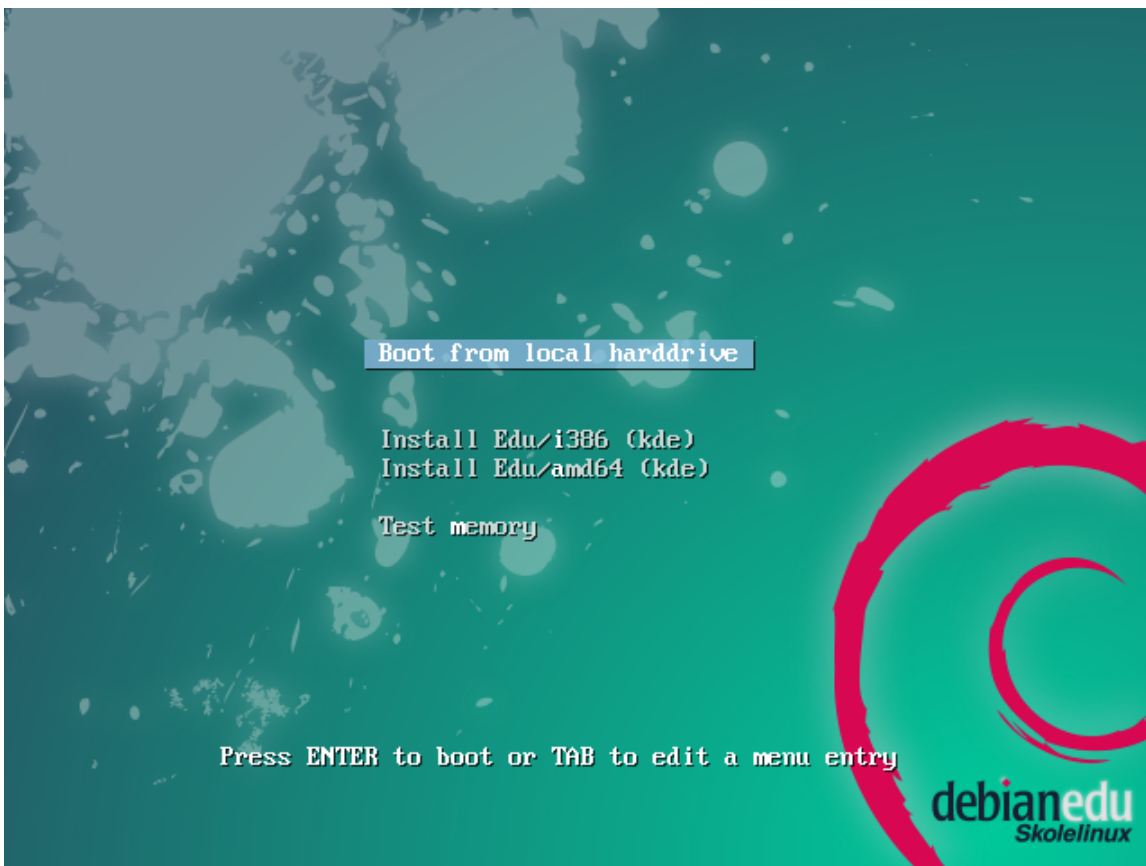 Boot from local harddrive
Install Edu/i386 (kde)
Install Edu/amd64 (kde)
Test memory
Press ENTER to boot or TAB to edit a menu entry
debianedu
Skolelinux